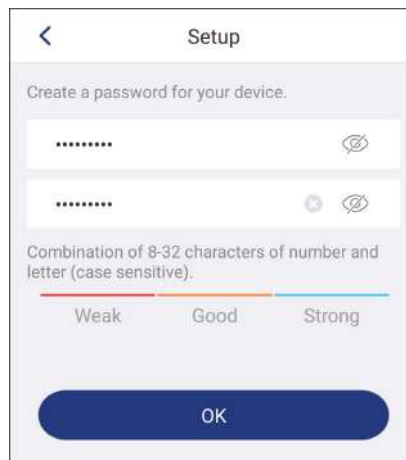 Setup
Create a password for your device.
•••••••••
•••••••••
Combination of 8-32 characters of number and
letter (case sensitive).
Weak Good Strong
OK